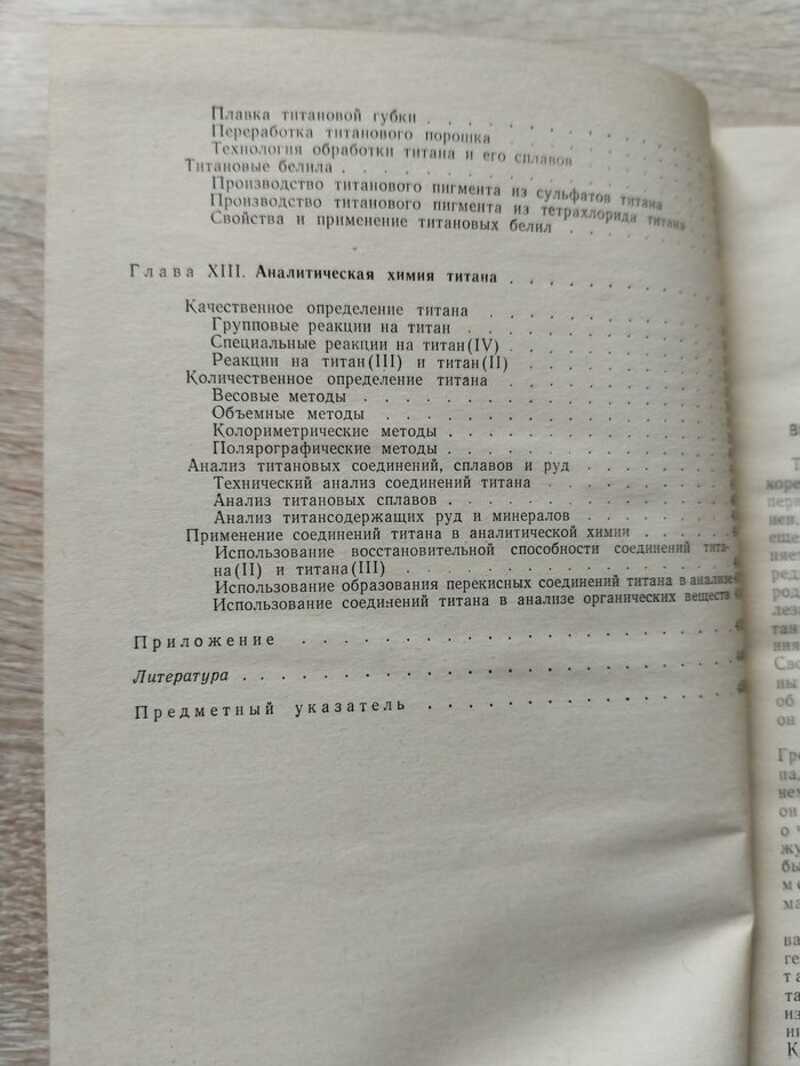 Плавка титановой губки . . . .
Переработка титанового порошка . . . . . . .
Технология обработки титана и его сплавов . . . . .
Титановые белила . . . . . . . . . . .
Производство титанового пигмента из сульфатов титана
Производство титанового пигмента из тетрахлорида титана
Свойства и применение титановых белил . . . . .
Глава XIII. Аналитическая химия титана . . . . . . . . .
Качественное определение титана . . . . . . . . . .
Групповые реакции на титан . . . . . . . . . . .
Специальные реакции на титан(IV) . . . . . . . . .
Реакции на титан(III) и титан(II) . . . . . . . . .
Количественное определение титана . . . . . . . . .
Весовые методы . . . . . . . . . . . . . . .
Объемные методы . . . . . . . . . . . . . .
Колориметрические методы . . . . . . . . . . .
Полярографические методы . . . . . . . . . . .
Анализ титановых соединений, сплавов и руд . . . . . . .
Технический анализ соединений титана . . . . . . . .
Анализ титановых сплавов . . . . . . . . . . . .
Анализ титансодержащих руд и минералов . . . . . . .
Применение соединений титана в аналитической химии . . . . .
Использование восстановительной способности соединений тита-
на(II) и титана(III) . . . . . . . . . . . . .
Использование образования перекисных соединений титана в анализе
Использование соединений титана в анализе органических веществ
Приложение . . . . . . . . . . . . . . . . .
Литература . . . . . . . . . . . . . . . . . . .
Предметный указатель . . . . . . . . . . . . .